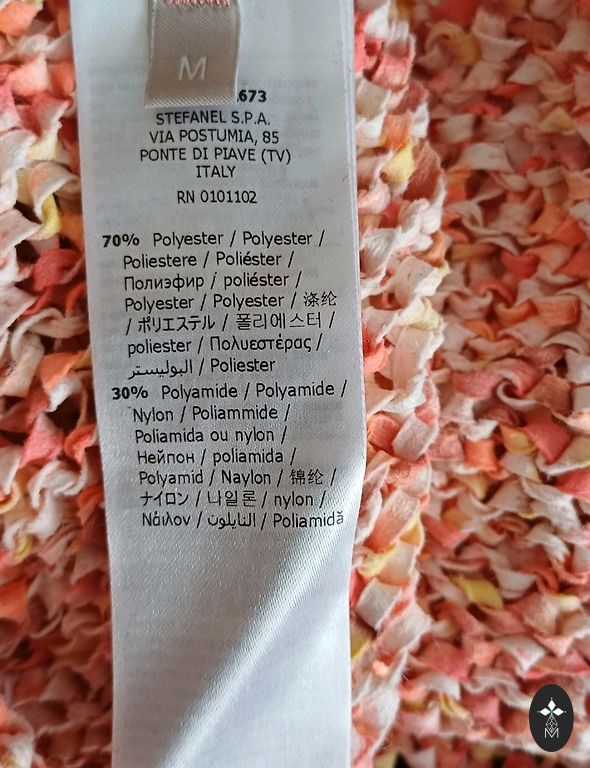 M
.673
STEFANEL S.P.A.
VIA POSTUMIA, 85
PONTE DI PIAVE (TV)
ITALY
RN 0101102
70% Polyester / Polyester /
Poliestere / Poliéster /
Полиэфир / poliéster /
Polyester / Polyester / 涤纶
/ ポリエステル / 폴리에스터 /
poliester / Πολυεστέρας /
البوليستر / Poliester
30% Polyamide / Polyamide /
Nylon / Poliammide /
Poliamida ou nylon /
Нейлон / poliamida /
Polyamid / Naylon / 锦纶 /
ナイロン / 나일론 / nylon /
Νάιλον / النايلون / Poliamidă
M